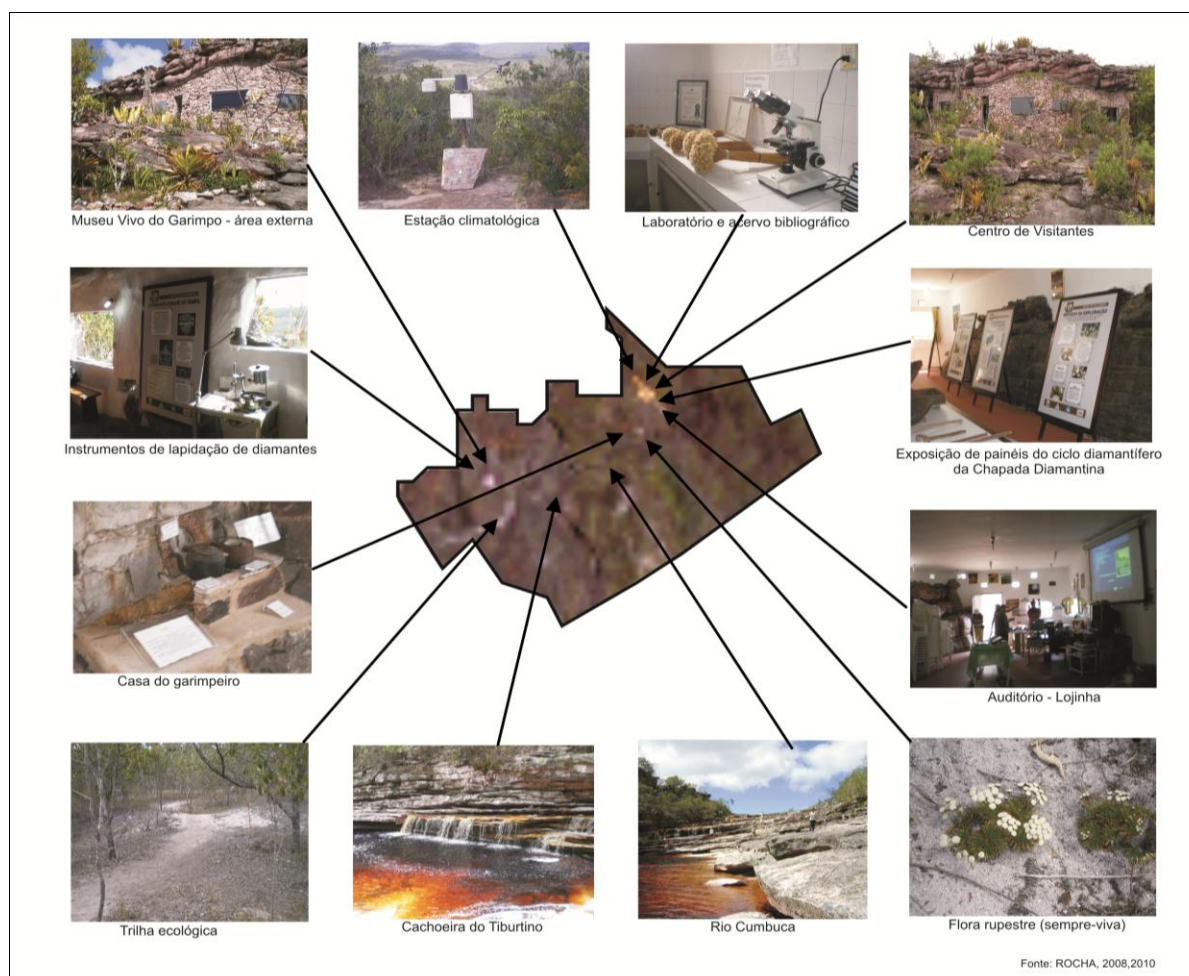 Museu Vivo do Garimpo - área externa
Estação climatológica
Laboratório e acervo bibliográfico
Centro de Visitantes
Instrumentos de lapidação de diamantes
Exposição de painéis do ciclo diamantífero
da Chapada Diamantina
Casa do garimpeiro
Auditório - Lojinha
Trilha ecológica
Cachoeira do Tiburtino
Rio Cumbuca
Flora rupestre (sempre-viva)
Fonte: ROCHA, 2008,2010